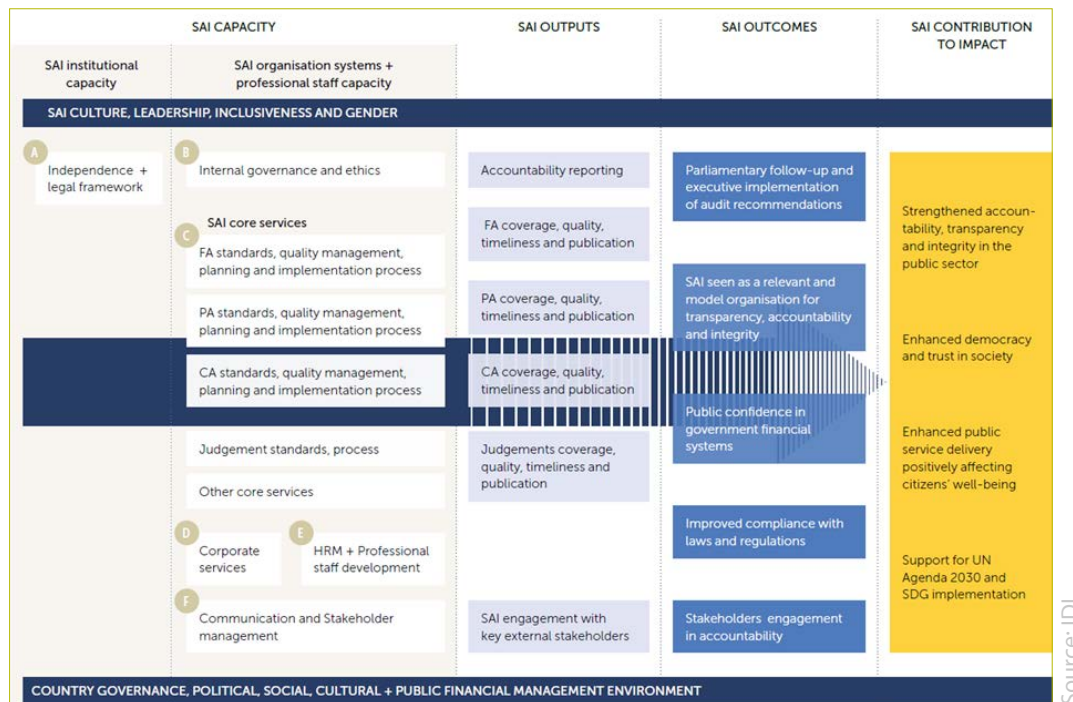 SAI CAPACITY
SAI OUTPUTS
SAI OUTCOMES
SAI CONTRIBUTION
TO IMPACT
SAI institutional
capacity
SAI organisation systems +
professional staff capacity
SAI CULTURE, LEADERSHIP, INCLUSIVENESS AND GENDER
A
Independence +
legal framework
B
Internal governance and ethics
SAI core services
C
FA standards, quality management,
planning and implementation process
PA standards, quality management,
planning and implementation process
CA standards, quality management,
planning and implementation process
Judgement standards, process
Other core services
D
Corporate
services
E
HRM + Professional
staff development
F
Communication and Stakeholder
management
Accountability reporting
FA coverage, quality,
timeliness and publication
PA coverage, quality,
timeliness and publication
CA coverage, quality,
timeliness and publication
Judgements coverage,
quality, timeliness and
publication
SAI engagement with
key external stakeholders
Parliamentary follow-up and
executive implementation
of audit recommendations
SAI seen as a relevant and
model organisation for
transparency, accountability
and integrity
Public confidence in
government financial
systems
Improved compliance with
laws and regulations
Stakeholders engagement
in accountability
Strengthened accoun-
tability, transparency
and integrity in the
public sector
Enhanced democracy
and trust in society
Enhanced public
service delivery
positively affecting
citizens' well-being
Support for UN
Agenda 2030 and
SDG implementation
COUNTRY GOVERNANCE, POLITICAL, SOCIAL, CULTURAL + PUBLIC FINANCIAL MANAGEMENT ENVIRONMENT
Source: IDI